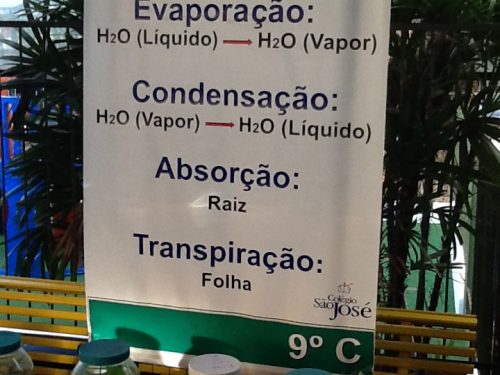 Evaporação:
H2O (Líquido) → H2O (Vapor)
Condensação:
H2O (Vapor) → H2O (Líquido)
Absorção:
Raiz
Transpiração:
Folha
Colégio
São José
9º C